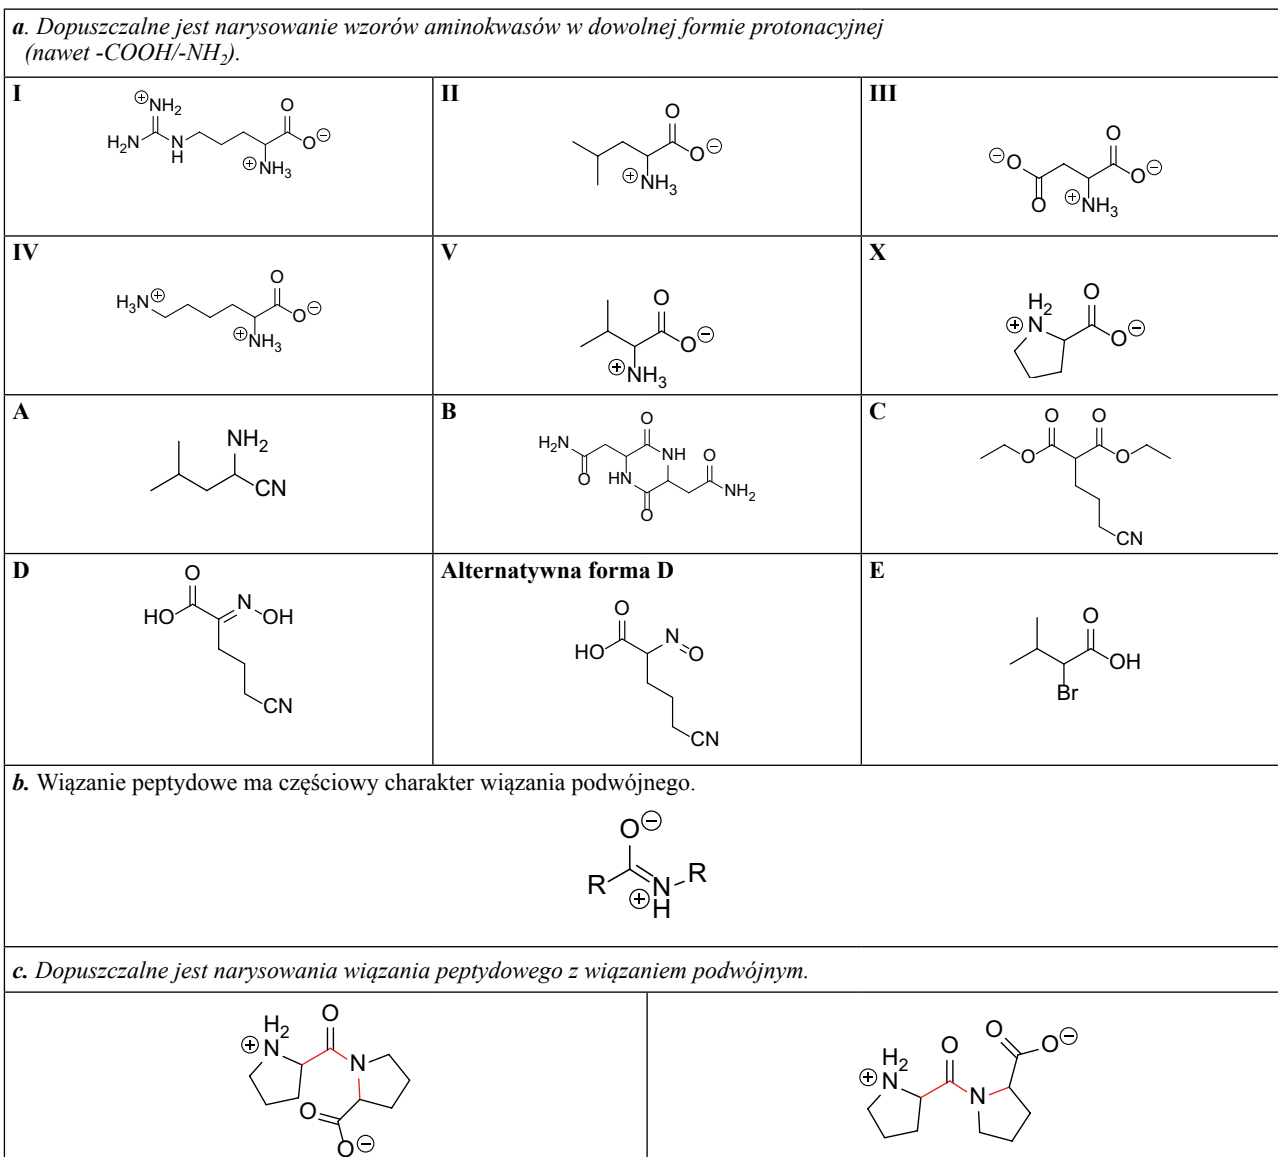 a. Dopuszczalne jest narysowanie wzorów aminokwasów w dowolnej formie protonacyjnej
(nawet -COOH/-NH2).
I
II
III
⊕NH2
O
H2N
N
H
O⊖
⊕NH3
O
O⊖
⊕NH3
O
⊖O
O⊖
O
⊕NH3
IV
V
X
H3N⊕
O
O⊖
⊕NH3
O
O⊖
⊕NH3
H2
⊕N
O
O⊖
A
B
C
NH2
CN
O
H2N
O
NH
HN
O
NH2
O
O
O
O
O
CN
D
Alternatywna forma D
E
O
HO
N
OH
CN
O
HO
N
O
CN
O
OH
Br
b. Wiązanie peptydowe ma częściowy charakter wiązania podwójnego.
O⊖
R
N
R
⊕
H
c. Dopuszczalne jest narysowania wiązania peptydowego z wiązaniem podwójnym.
H2
⊕N
O
N
O
O⊖
H2
⊕N
O
N
O
O⊖